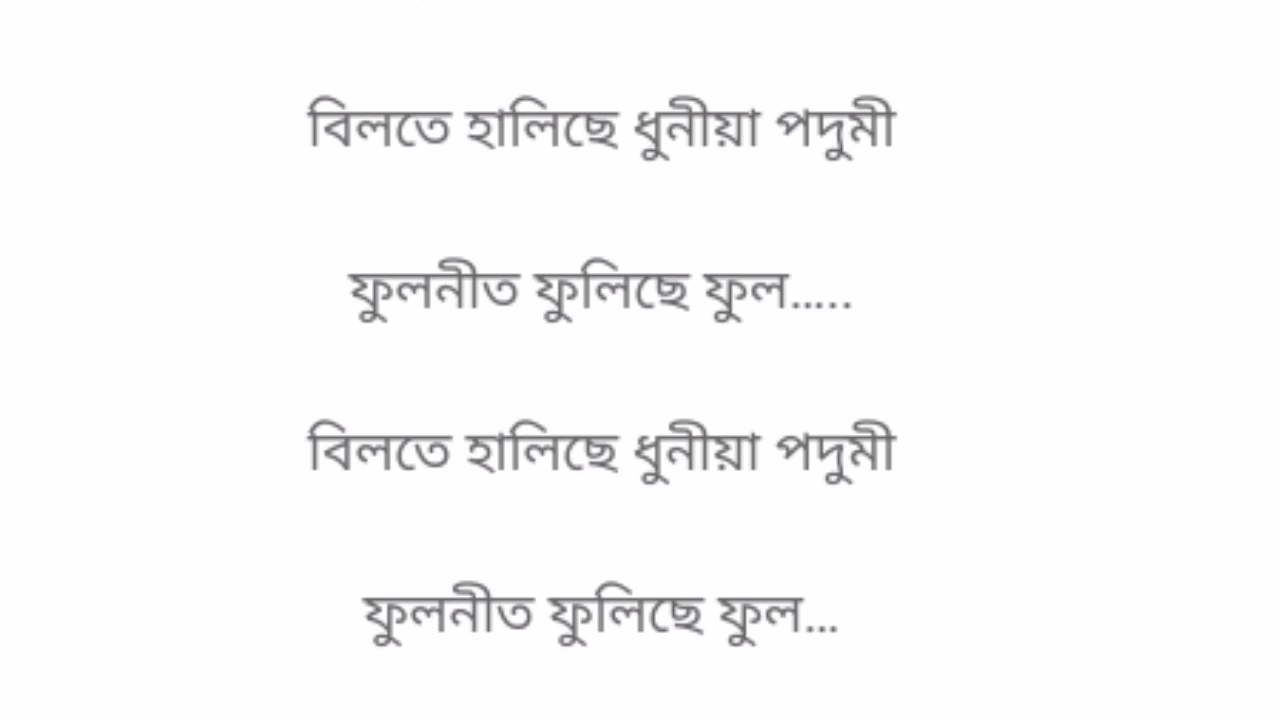 বিলতে হালিছে ধুনীয়া পদুমী
ফুলনীত ফুলিছে ফুল.....
বিলতে হালিছে ধুনীয়া পদুমী
ফুলনীত ফুলিছে ফুল...